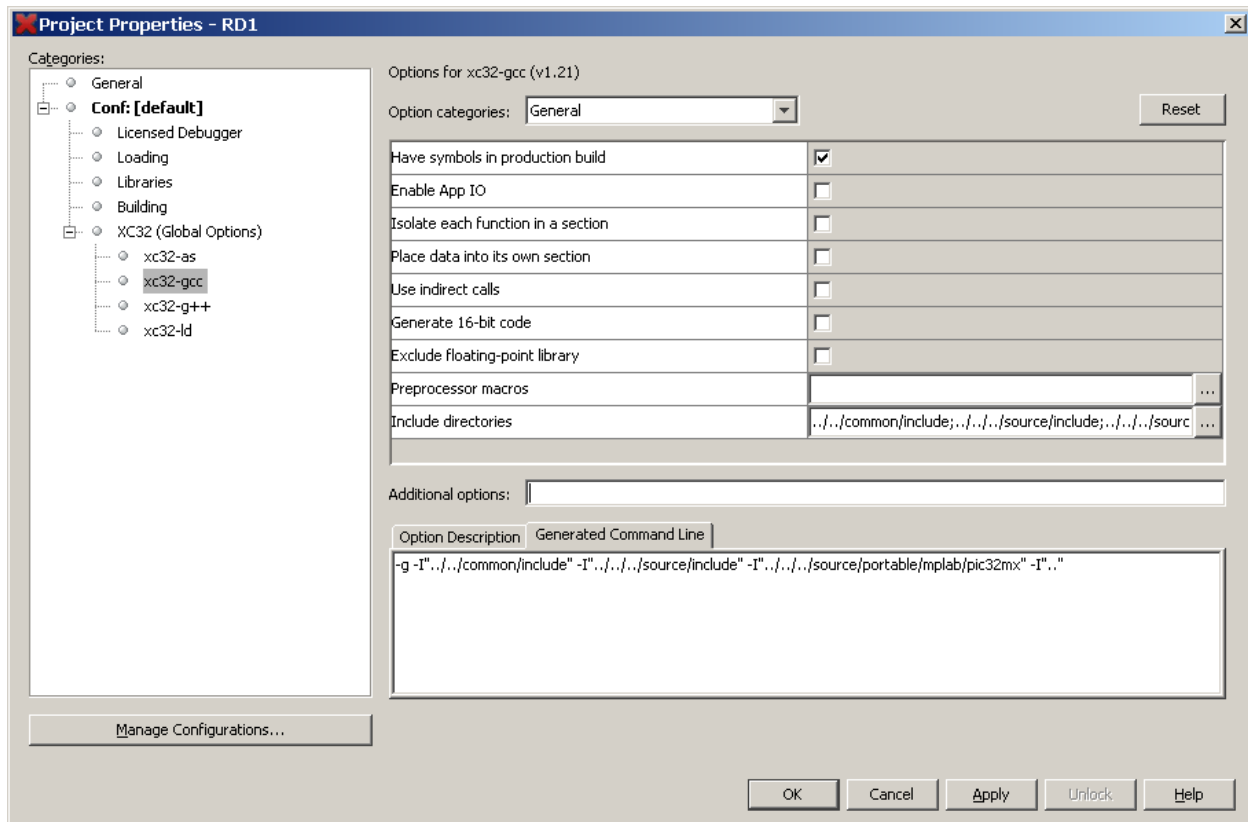 Project Properties - RD1
Categories:
General
Conf: [default]
Licensed Debugger
Loading
Libraries
Building
XC32 (Global Options)
xc32-as
xc32-gcc
xc32-g++
xc32-ld
Manage Configurations...
Options for xc32-gcc (v1.21)
Option categories: General
Reset
Have symbols in production build
Enable App IO
Isolate each function in a section
Place data into its own section
Use indirect calls
Generate 16-bit code
Exclude floating-point library
Preprocessor macros ...
Include directories ../../common/include;../../../source/include;../../../sourc ...
Additional options:
Option Description Generated Command Line
-g -I"../../common/include" -I"../../../source/include" -I"../../../source/portable/mplab/pic32mx" -I".."
OK Cancel Apply Unlock Help